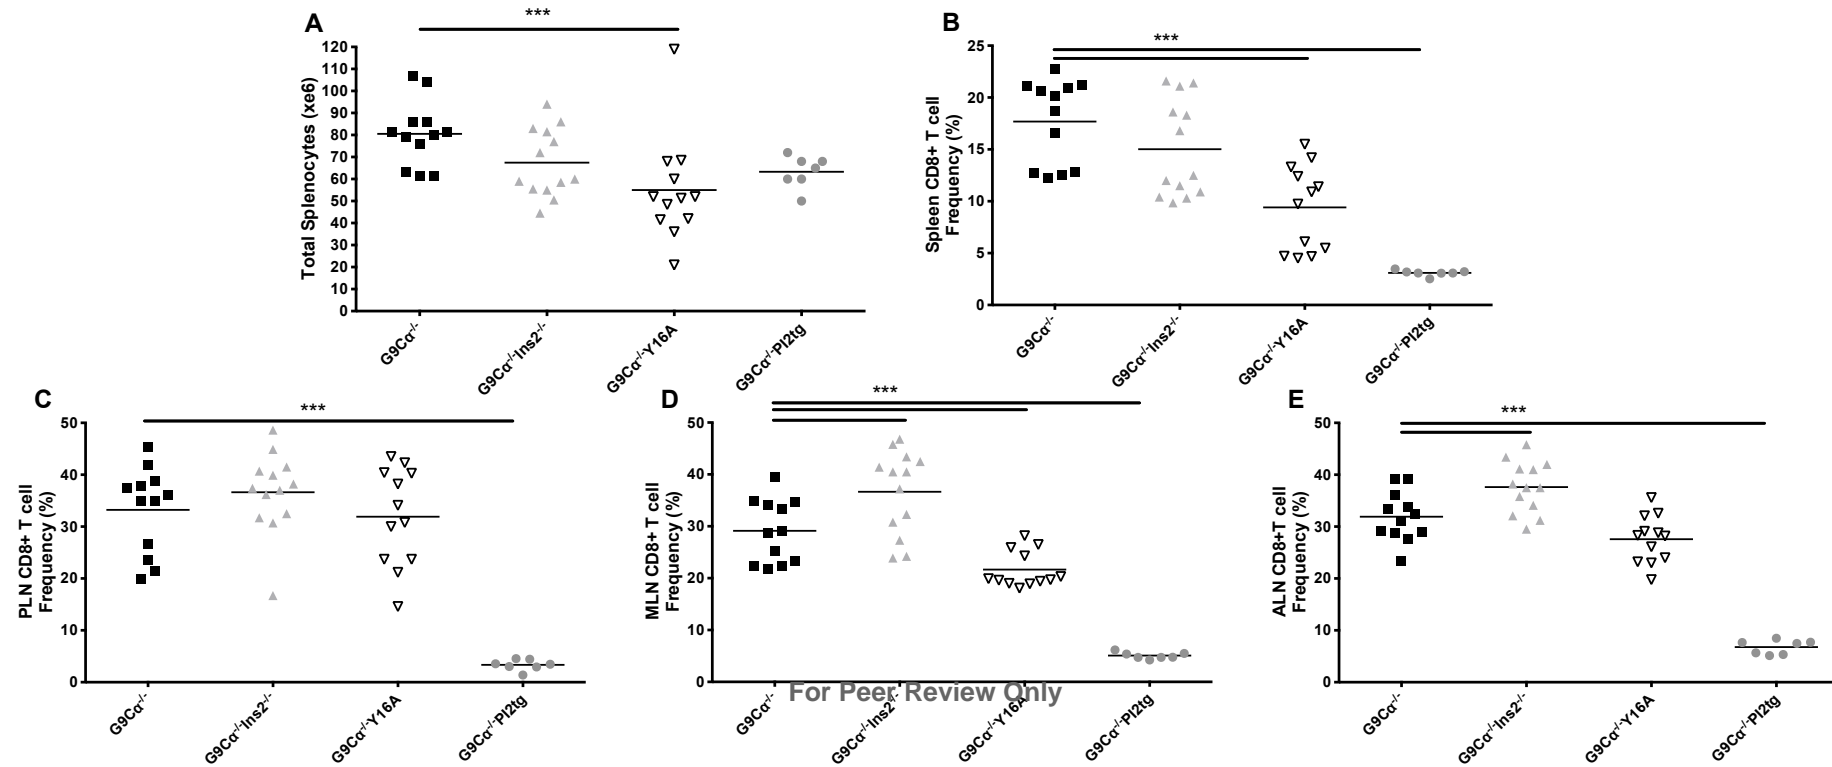 A
***
Total Splenocytes (xe6)
120
110
100
90
80
70
60
50
40
30
20
10
0
G9Cα-/-
G9Cα-/-Ins2-/-
G9Cα-/-Y16A
G9Cα-/-PI2tg
B
***
Spleen CD8+ T cell
Frequency (%)
25
20
15
10
5
0
G9Cα-/-
G9Cα-/-Ins2-/-
G9Cα-/-Y16A
G9Cα-/-PI2tg
C
***
PLN CD8+ T cell
Frequency (%)
50
40
30
20
10
0
G9Cα-/-
G9Cα-/-Ins2-/-
G9Cα-/-Y16A
G9Cα-/-PI2tg
D
***
MLN CD8+ T cell
Frequency (%)
50
40
30
20
10
0
G9Cα-/-
G9Cα-/-Ins2-/-
G9Cα-/-Y16A
G9Cα-/-PI2tg
For Peer Review Only
E
***
ALN CD8+T cell
Frequency (%)
50
40
30
20
10
0
G9Cα-/-
G9Cα-/-Ins2-/-
G9Cα-/-Y16A
G9Cα-/-PI2tg